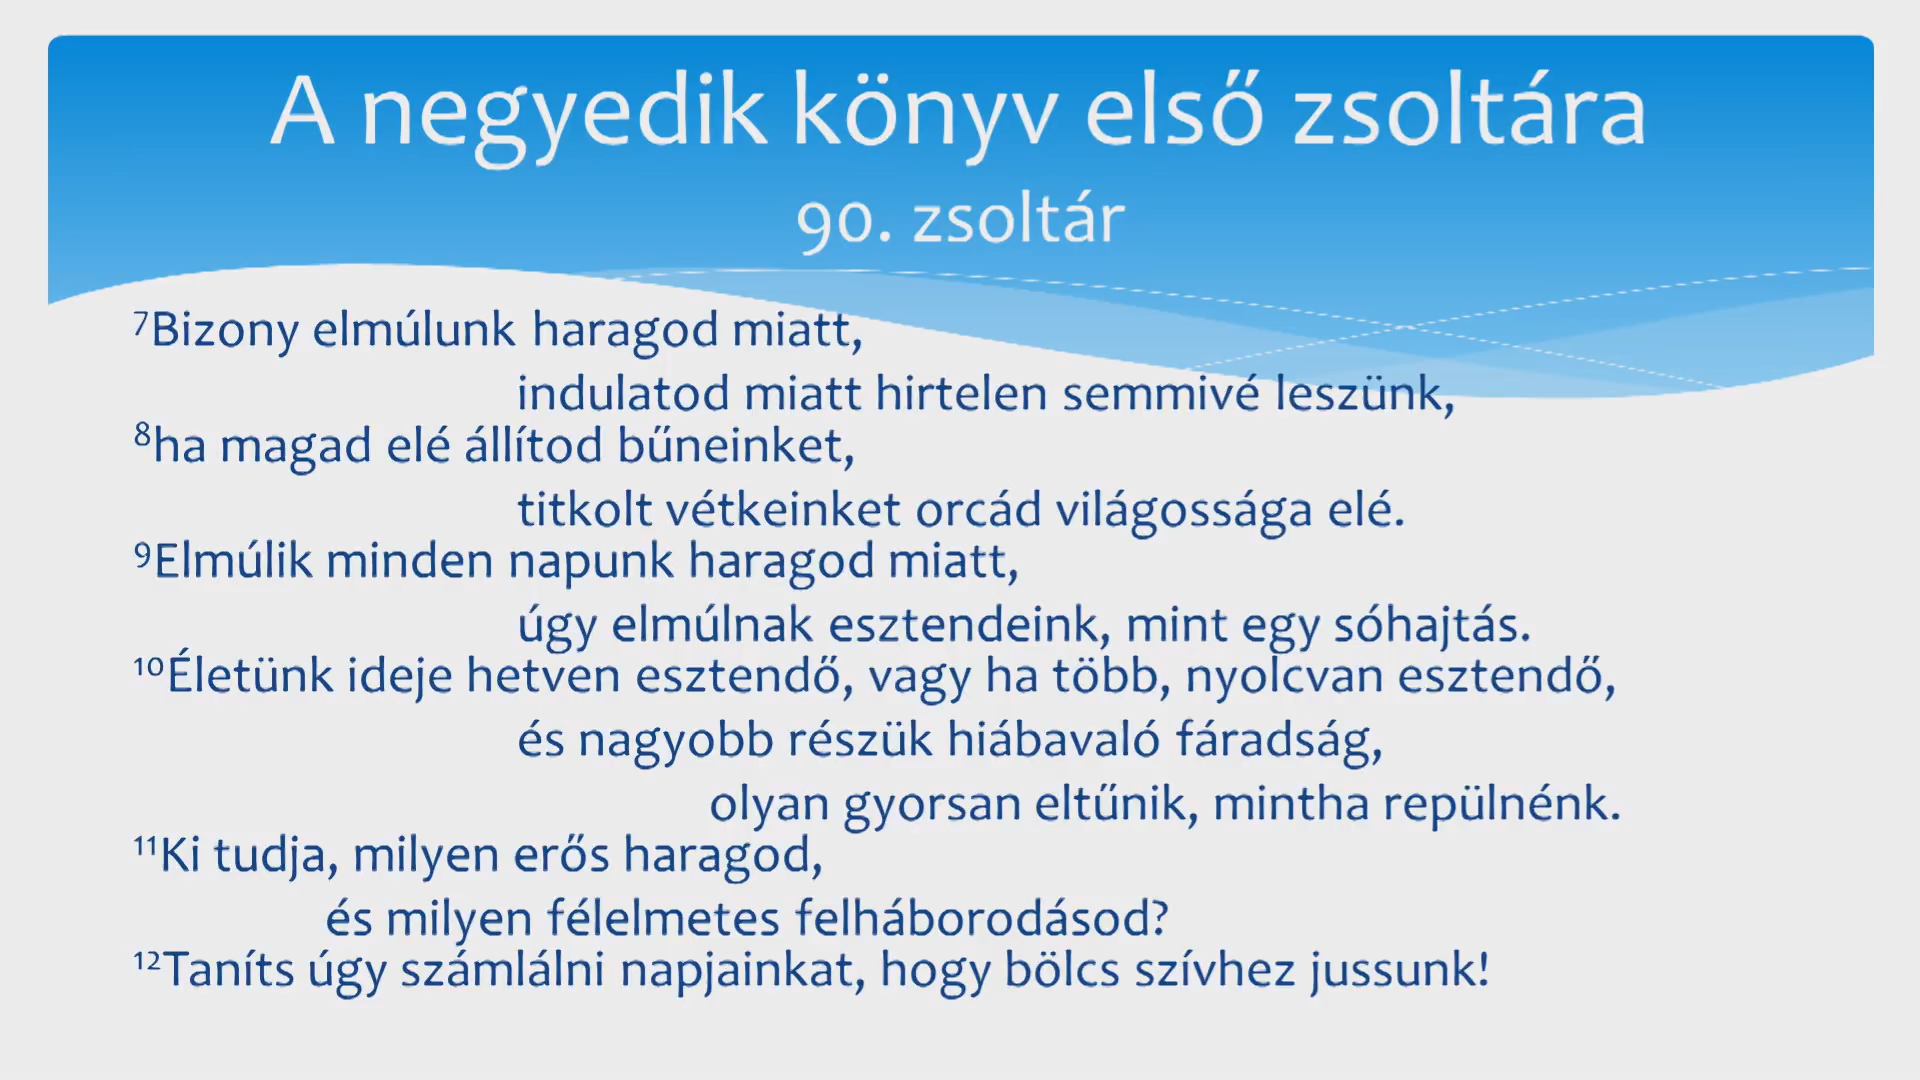 A negyedik könyv első zsoltára
90. zsoltár
⁷Bizony elmúlunk haragod miatt,
indulatod miatt hirtelen semmivé leszünk,
⁸ha magad elé állítod bűneinket,
titkolt vétkeinket orcád világossága elé.
⁹Elmúlik minden napunk haragod miatt,
úgy elmúlnak esztendeink, mint egy sóhajtás.
¹⁰Életünk ideje hetven esztendő, vagy ha több, nyolcvan esztendő,
és nagyobb részük hiábavaló fáradság,
olyan gyorsan eltűnik, mintha repülnénk.
¹¹Ki tudja, milyen erős haragod,
és milyen félelmetes felháborodásod?
¹²Taníts úgy számlálni napjainkat, hogy bölcs szívhez jussunk!